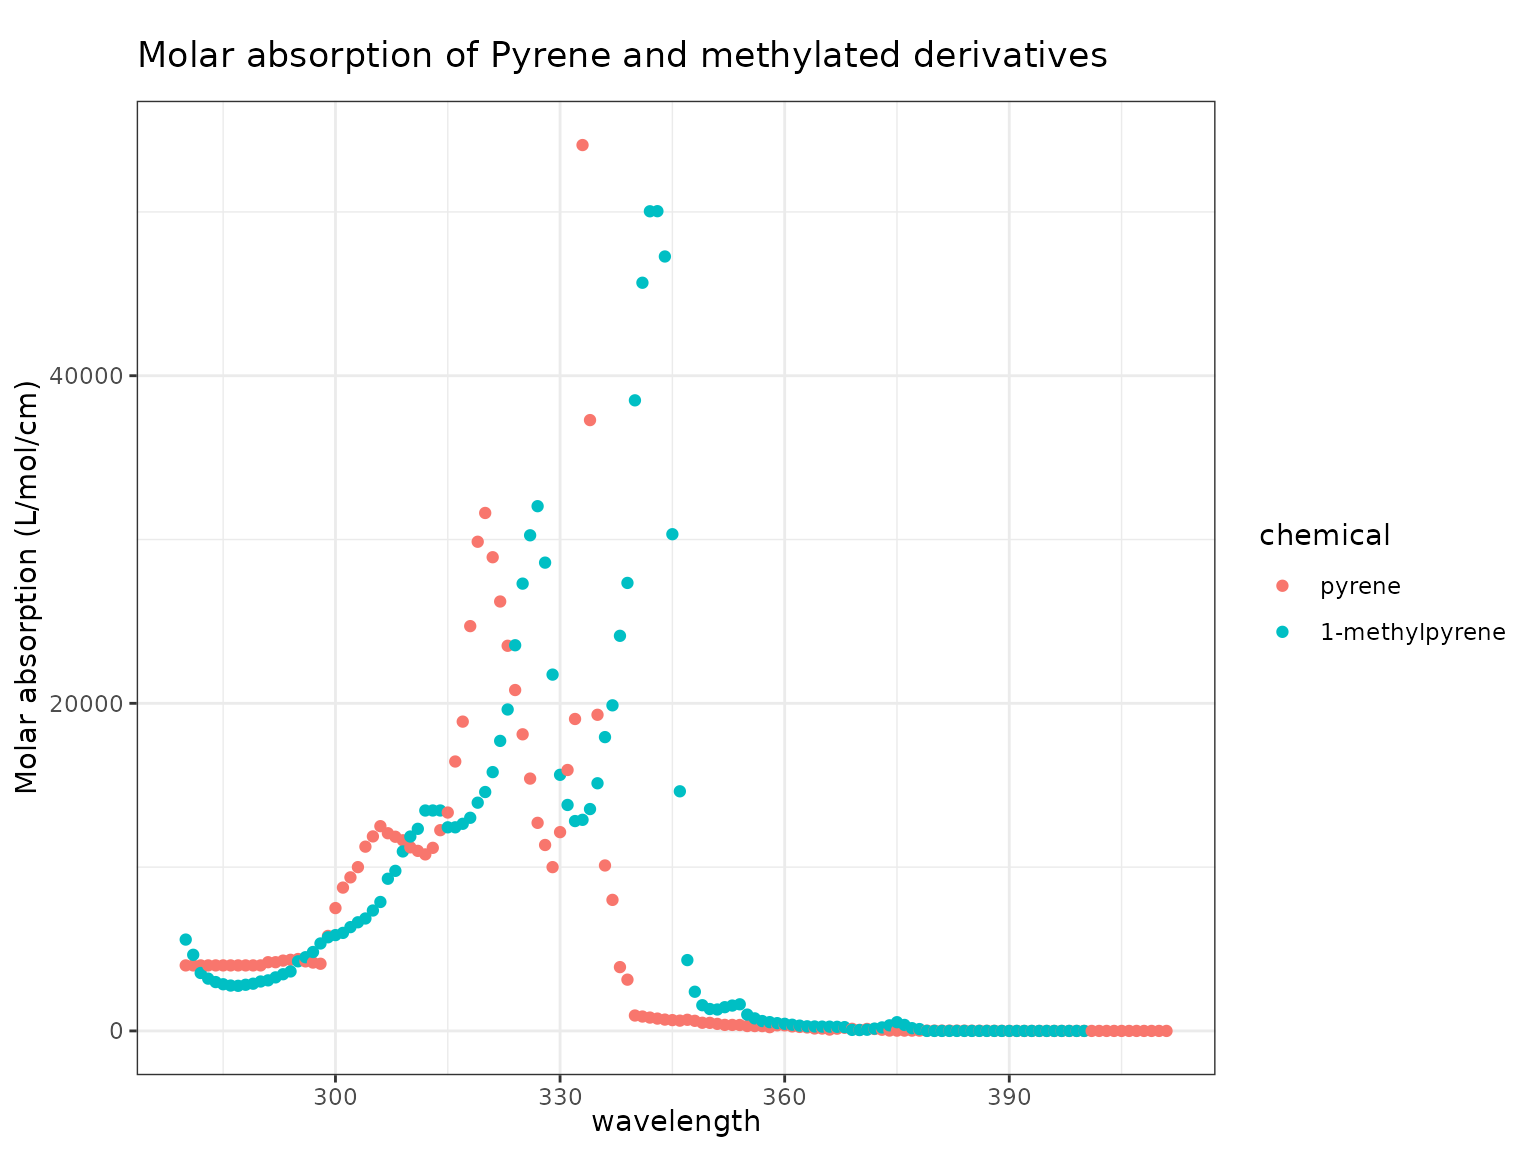 Molar absorption of Pyrene and methylated derivatives
Molar absorption (L/mol/cm)
40000
20000
0
300
330
360
390
wavelength
chemical
pyrene
1-methylpyrene